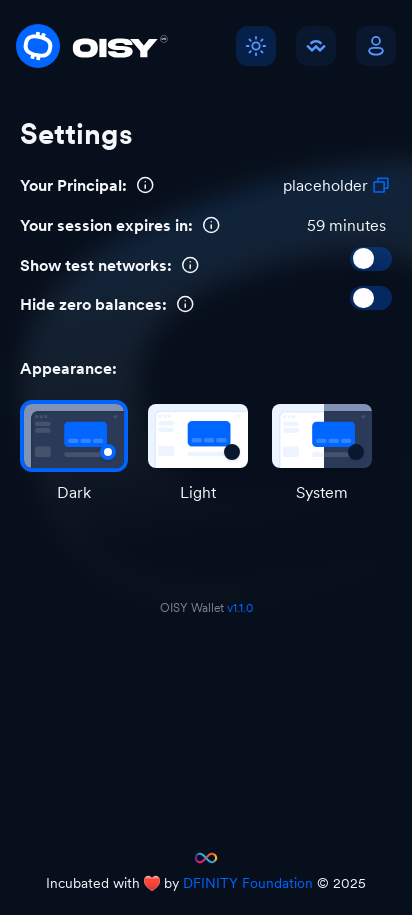 OISY
Settings
Your Principal: placeholder
Your session expires in: 59 minutes
Show test networks:
Hide zero balances:
Appearance:
Dark Light System
OISY Wallet v1.1.0
Incubated with ❤️ by DFINITY Foundation © 2025